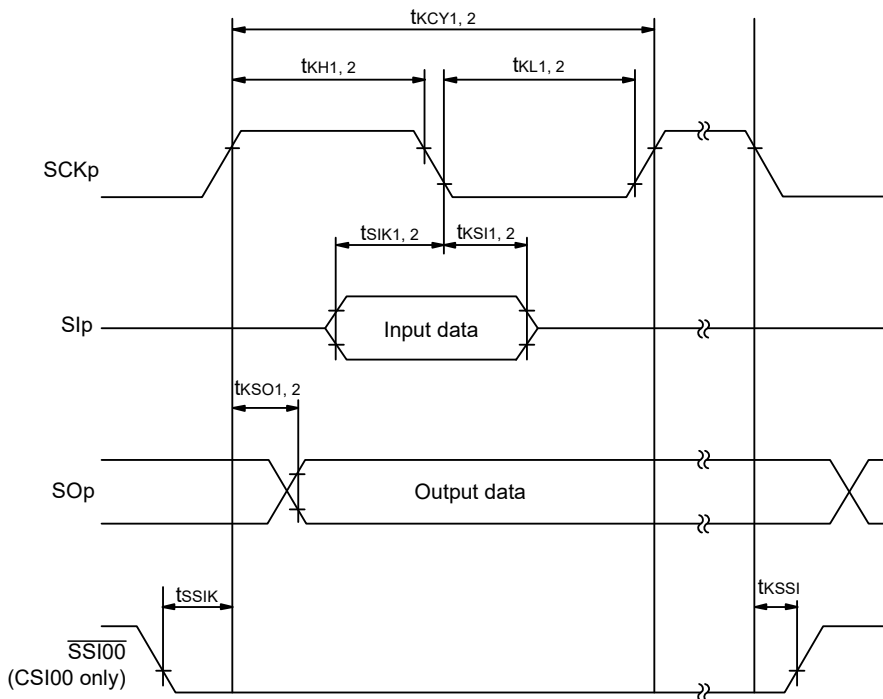 tKCY1, 2
tKH1, 2
tKL1, 2
SCKp
tSIK1, 2
tKSI1, 2
SIp
Input data
tKSO1, 2
SOp
Output data
tSSIK
tKSSI
SSI00
(CSI00 only)